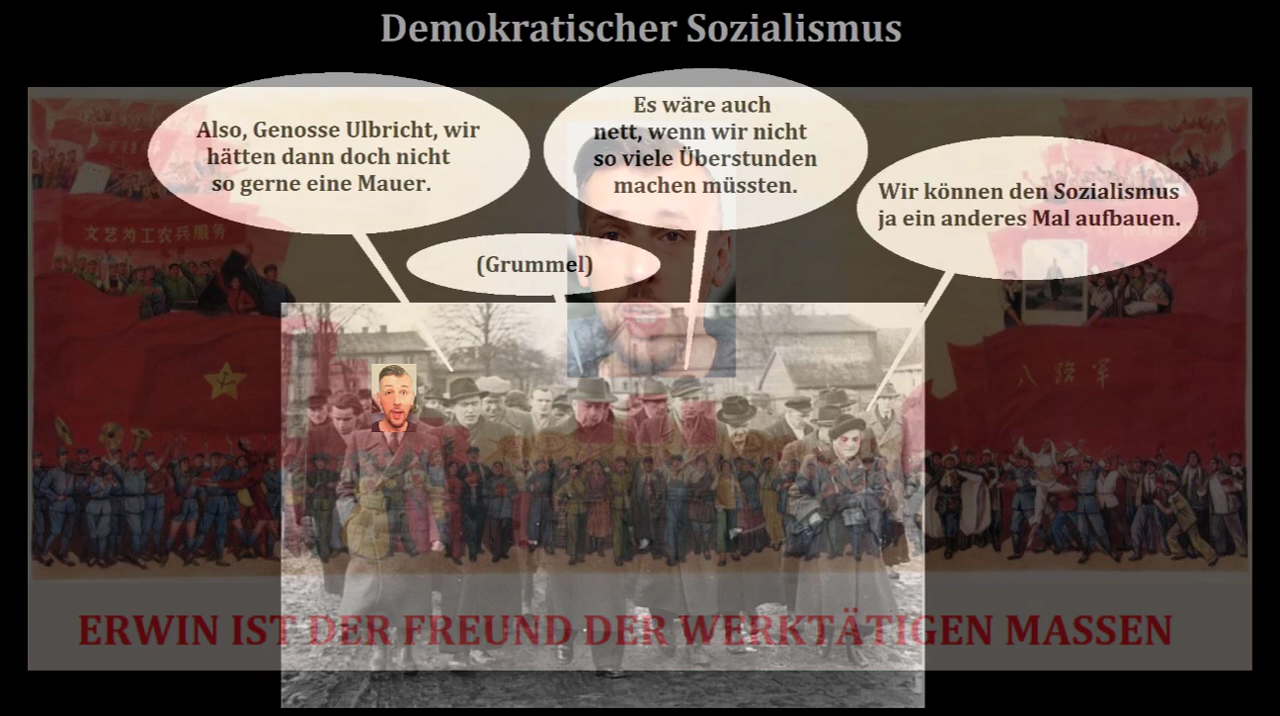 Demokratischer Sozialismus
Also, Genosse Ulbricht, wir
hätten dann doch nicht
so gerne eine Mauer.
Es wäre auch
nett, wenn wir nicht
so viele Überstunden
machen müssten.
Wir können den Sozialismus
ja ein anderes Mal aufbauen.
(Grummel)
文艺为工农兵服务
八路军
ERWIN IST DER FREUND DER WERKTÄTIGEN MASSEN